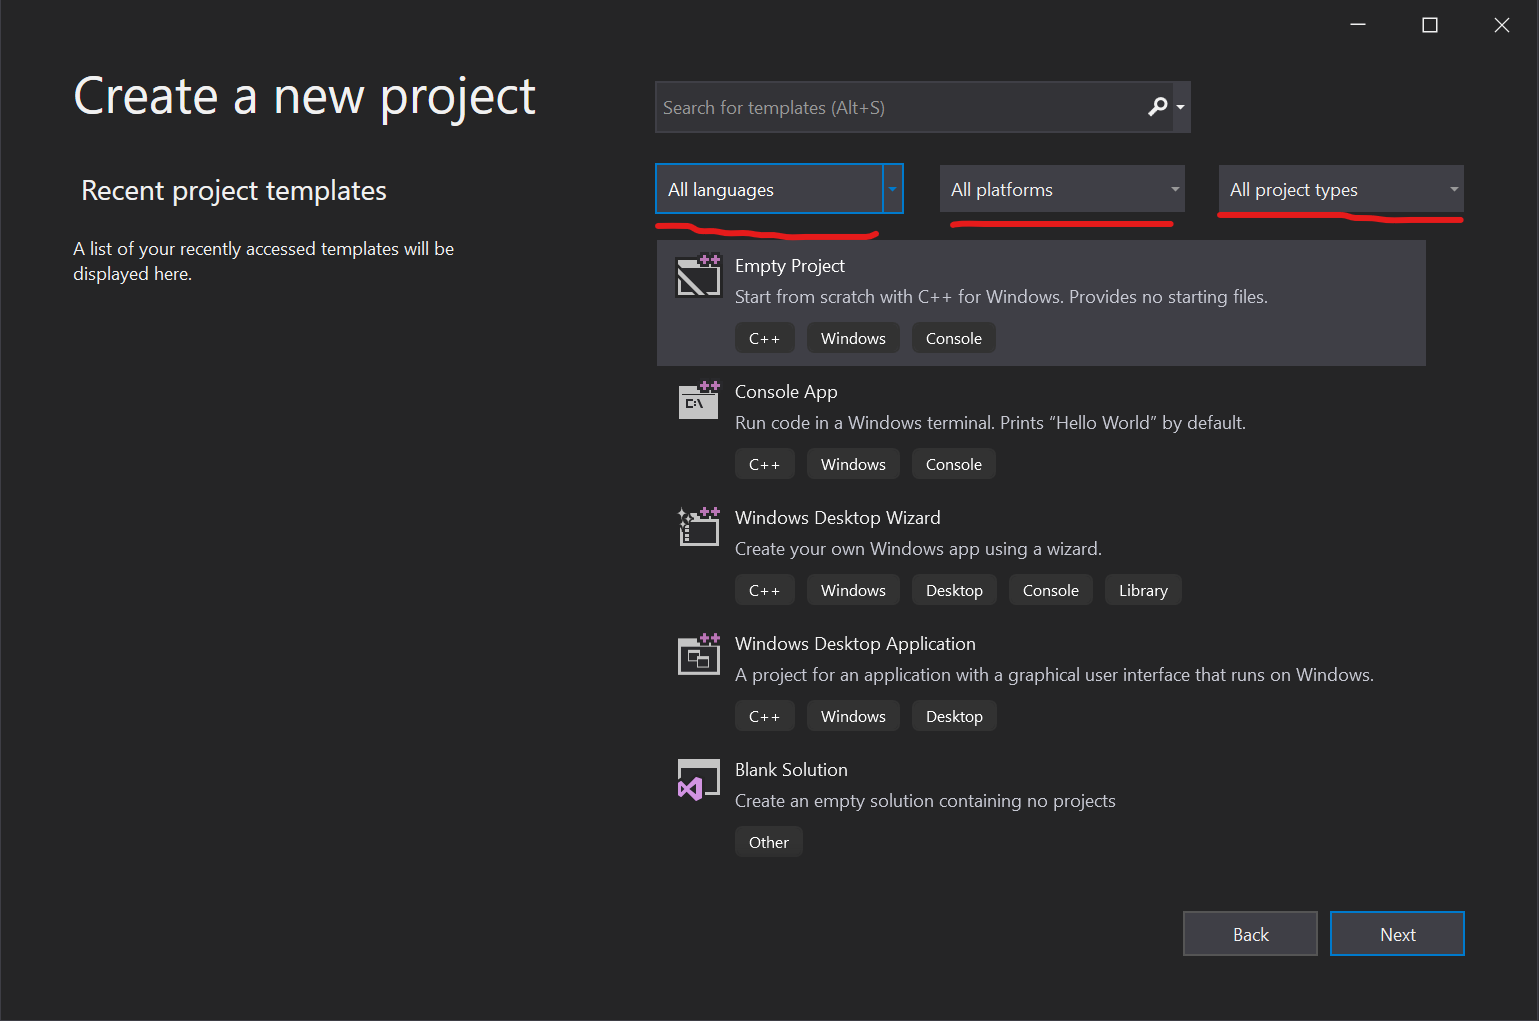 Create a new project
Search for templates (Alt+S)
Recent project templates
A list of your recently accessed templates will be
displayed here.
All languages
All platforms
All project types
Empty Project
Start from scratch with C++ for Windows. Provides no starting files.
C++ Windows Console
Console App
C:\
Run code in a Windows terminal. Prints “Hello World” by default.
C++ Windows Console
Windows Desktop Wizard
Create your own Windows app using a wizard.
C++ Windows Desktop Console Library
Windows Desktop Application
A project for an application with a graphical user interface that runs on Windows.
C++ Windows Desktop
Blank Solution
Create an empty solution containing no projects
Other
Back
Next